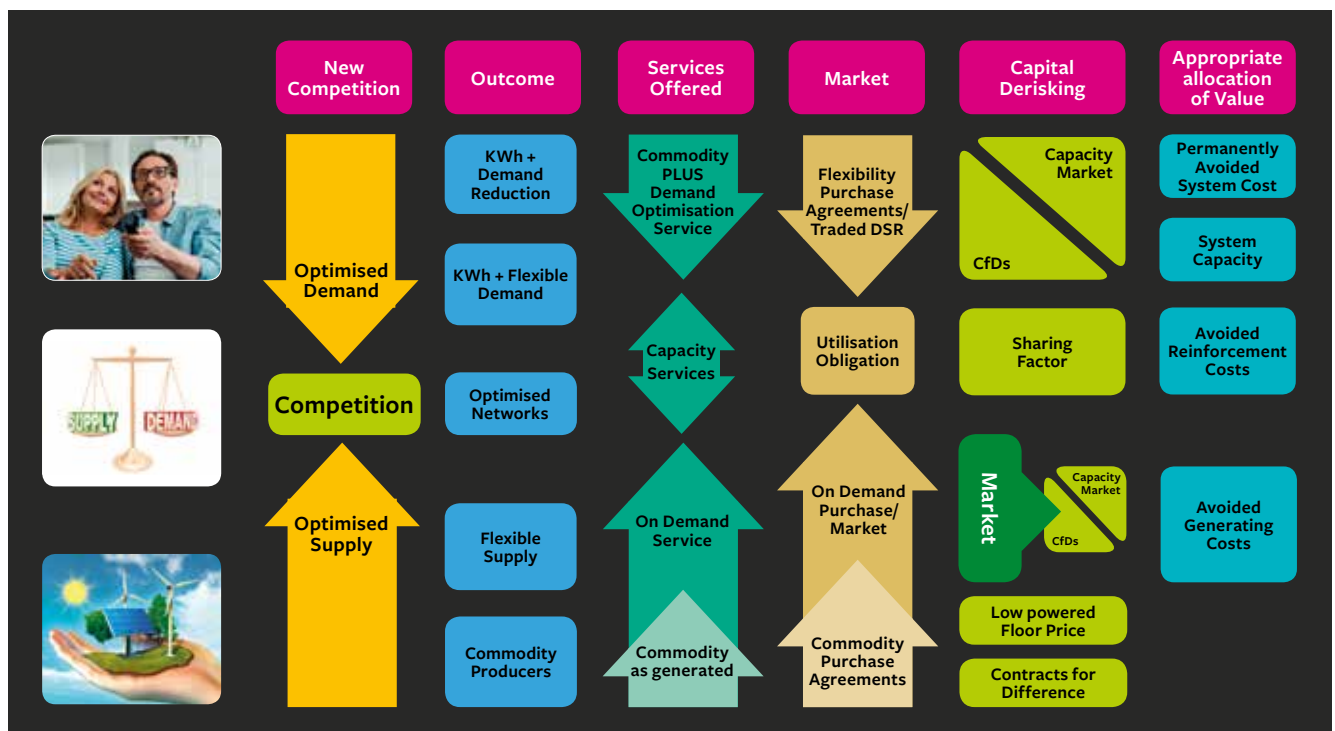 New
Competition
Outcome
Services
Offered
Market
Capital
Derisking
Appropriate
allocation
of Value
Optimised
Demand
Competition
Optimised
Supply
KWh +
Demand
Reduction
KWh + Flexible
Demand
Optimised
Networks
Flexible
Supply
Commodity
Producers
Commodity
PLUS
Demand
Optimisation
Service
Capacity
Services
On Demand
Service
Commodity
as generated
Flexibility
Purchase
Agreements/
Traded DSR
Utilisation
Obligation
On Demand
Purchase/
Market
Commodity
Purchase
Agreements
Capacity
Market
CfDs
Sharing
Factor
Market
Capacity
Market
CfDs
Low powered
Floor Price
Contracts for
Difference
Permanently
Avoided
System Cost
System
Capacity
Avoided
Reinforcement
Costs
Avoided
Generating
Costs
SUPPLY
DEMAND